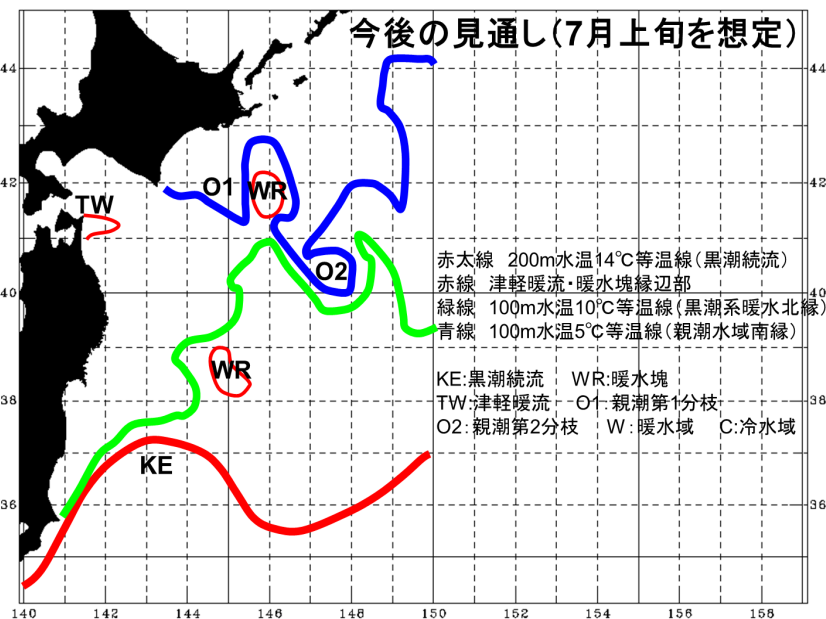 今後の見通し(7月上旬を想定)
44 44
42 42
40 40
38 38
36 36
O1
WR
TW
O2
WR
KE
赤太線 200m水温14℃等温線(黒潮続流)
赤線 津軽暖流・暖水塊縁辺部
緑線 100m水温10℃等温線(黒潮系暖水北縁)
青線 100m水温5℃等温線(親潮水域南縁)
KE:黒潮続流 WR:暖水塊
TW:津軽暖流 O1:親潮第1分枝
O2:親潮第2分枝 W:暖水域 C:冷水域
140 142 144 146 148 150 152 154 156 158